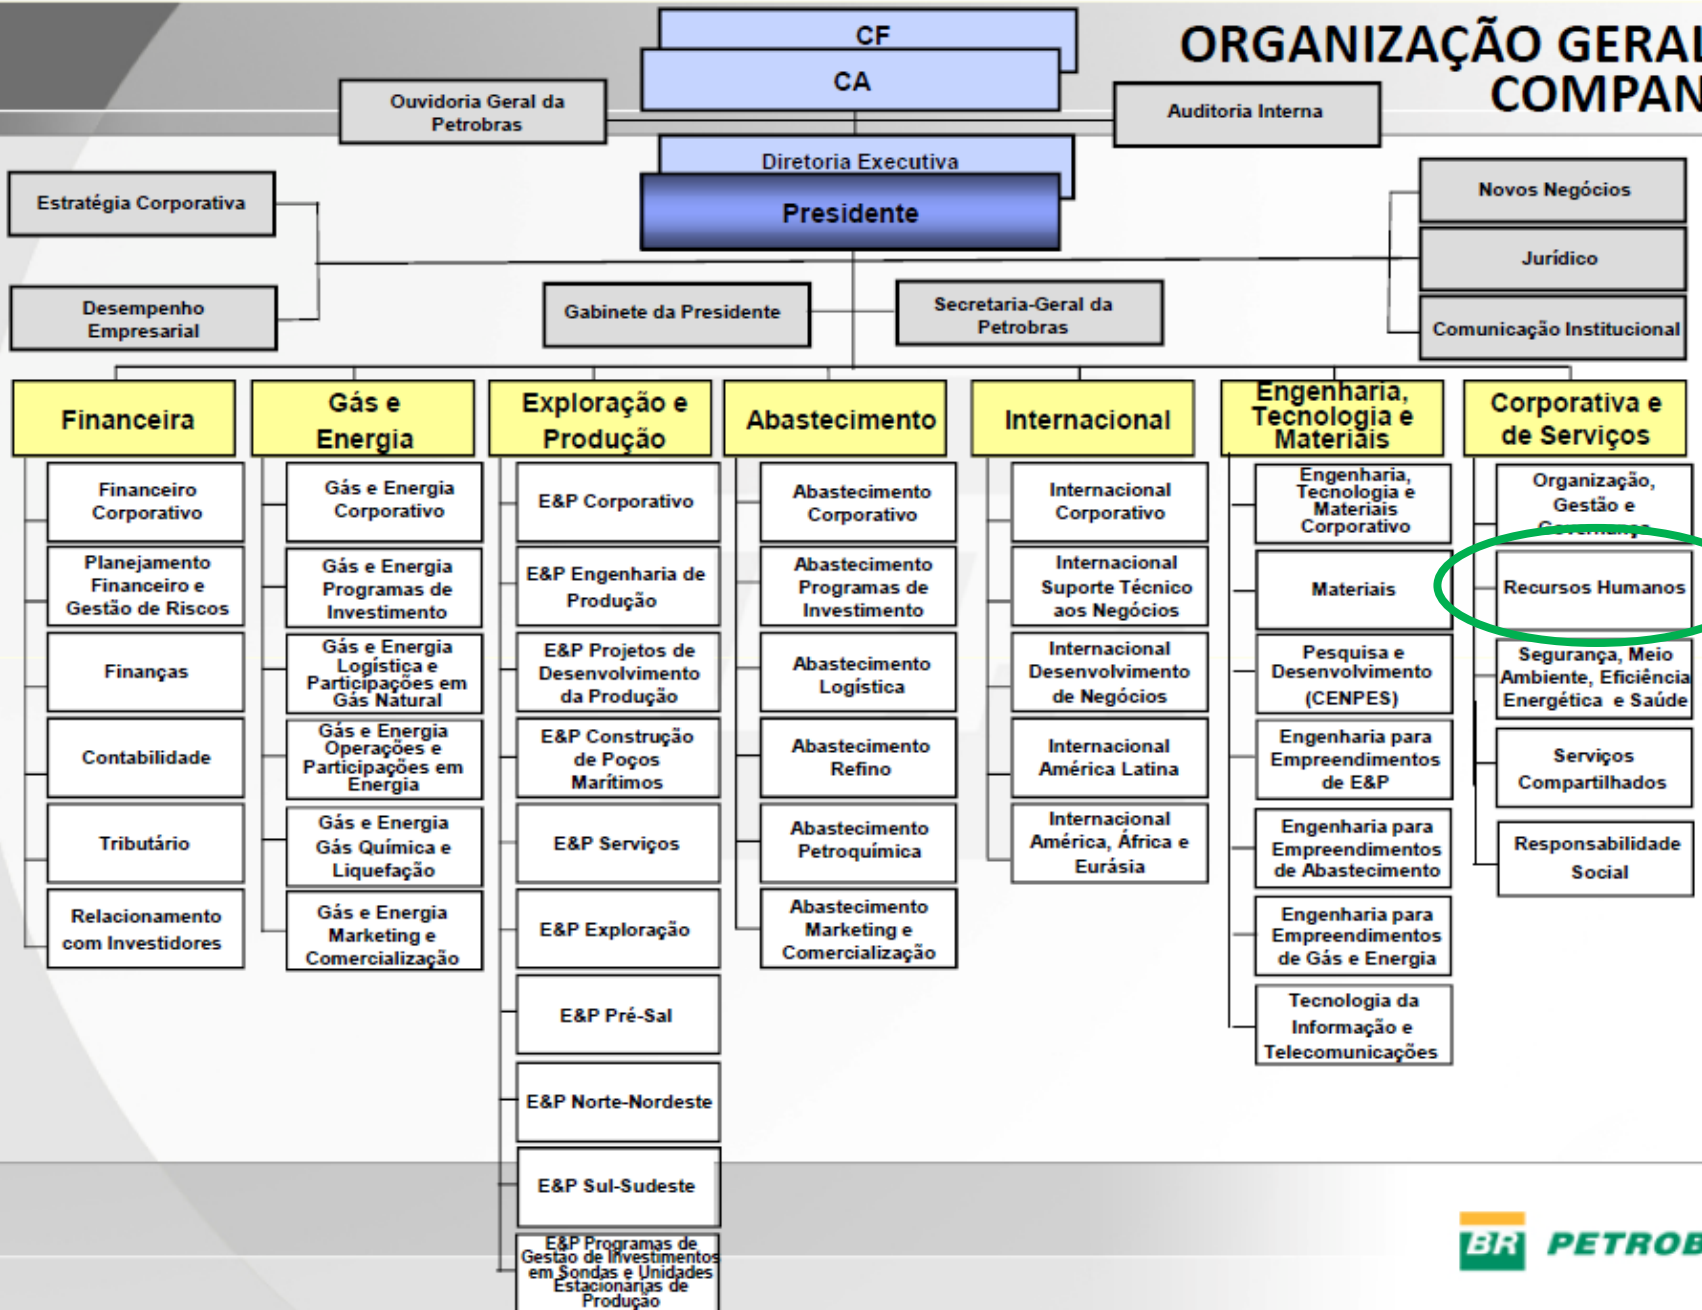 CF
ORGANIZAÇÃO GERAL
CA
COMPAN
Ouvidoria Geral da
Petrobras
Auditoria Interna
Diretoria Executiva
Presidente
Estratégia Corporativa
Novos Negócios
Jurídico
Desempenho
Empresarial
Gabinete da Presidente
Secretaria-Geral da
Petrobras
Comunicação Institucional
Financeira
Financeiro
Corporativo
Planejamento
Financeiro e
Gestão de Riscos
Finanças
Contabilidade
Tributário
Relacionamento
com Investidores
Gás e
Energia
Gás e Energia
Corporativo
Gás e Energia
Programas de
Investimento
Gás e Energia
Logística e
Participações em
Gás Natural
Gás e Energia
Operações e
Participações em
Energia
Gás e Energia
Gás Química e
Liquefação
Gás e Energia
Marketing e
Comercialização
Exploração e
Produção
E&P Corporativo
E&P Engenharia de
Produção
E&P Projetos de
Desenvolvimento
da Produção
E&P Construção
de Poços
Marítimos
E&P Serviços
E&P Exploração
E&P Pré-Sal
E&P Norte-Nordeste
E&P Sul-Sudeste
E&P Programas de
Gestão de Investimentos
em Sondas e Unidades
Estacionárias de
Produção
Abastecimento
Abastecimento
Corporativo
Abastecimento
Programas de
Investimento
Abastecimento
Logística
Abastecimento
Refino
Abastecimento
Petroquímica
Abastecimento
Marketing e
Comercialização
Internacional
Internacional
Corporativo
Internacional
Suporte Técnico
aos Negócios
Internacional
Desenvolvimento
de Negócios
Internacional
América Latina
Internacional
América, África e
Eurásia
Engenharia,
Tecnologia e
Materiais
Engenharia,
Tecnologia e
Materiais
Corporativo
Materiais
Pesquisa e
Desenvolvimento
(CENPES)
Engenharia para
Empreendimentos
de E&P
Engenharia para
Empreendimentos
de Abastecimento
Engenharia para
Empreendimentos
de Gás e Energia
Tecnologia da
Informação e
Telecomunicações
Corporativa e
de Serviços
Organização,
Gestão e
Governança
Recursos Humanos
Segurança, Meio
Ambiente, Eficiência
Energética e Saúde
Serviços
Compartilhados
Responsabilidade
Social
BR PETROB